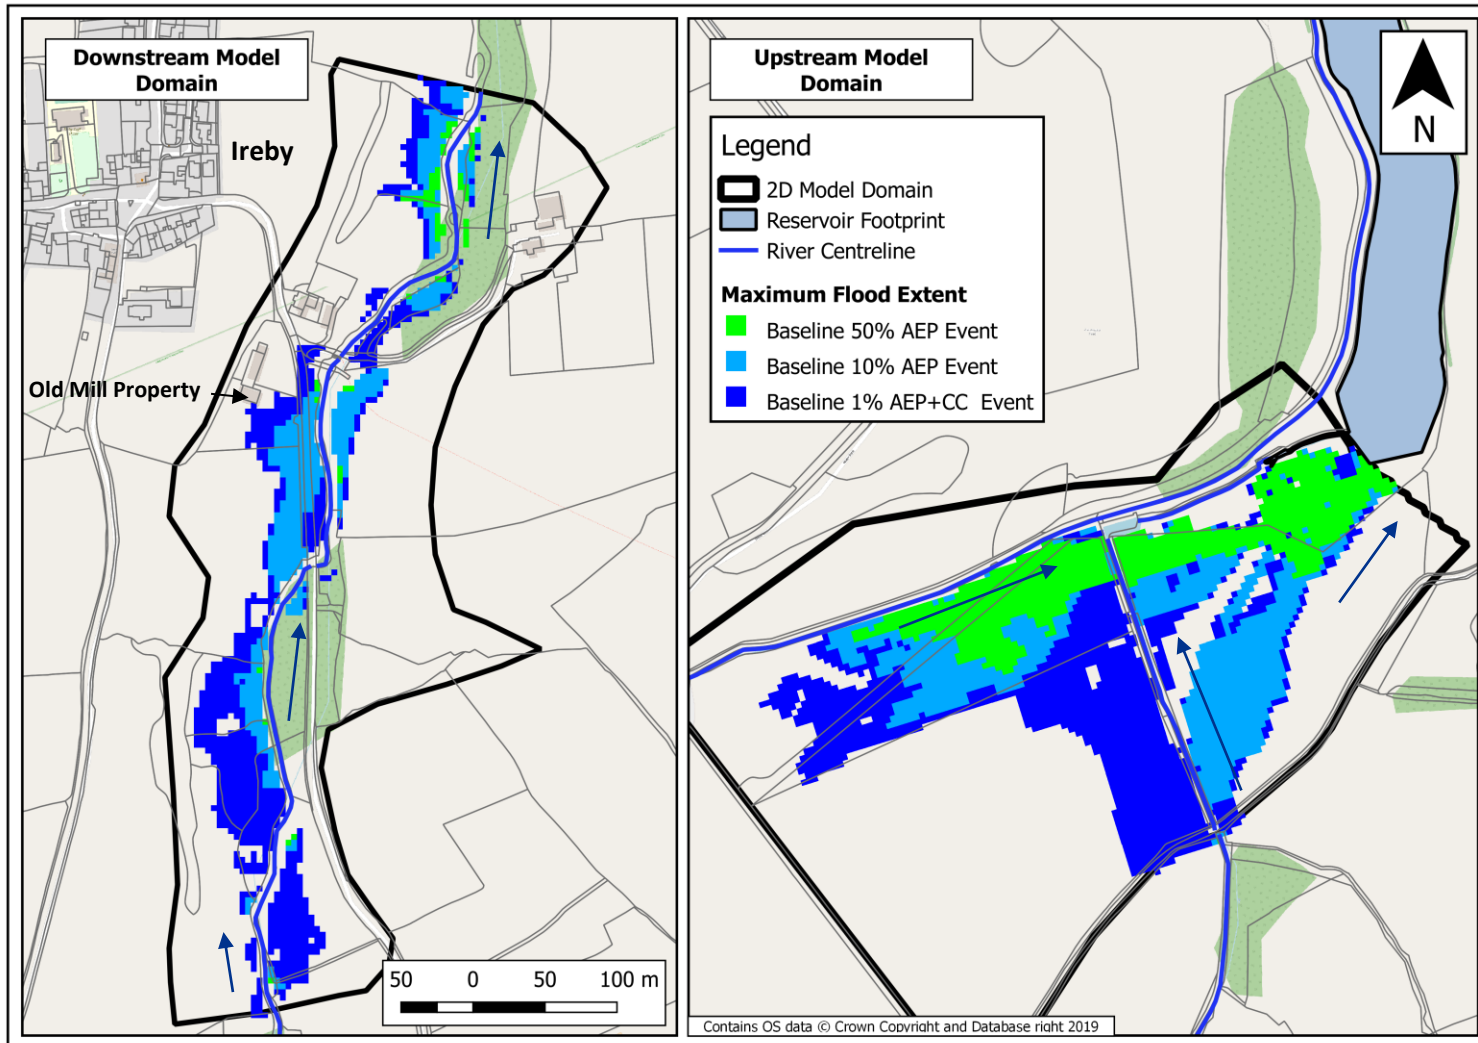 Downstream Model
Domain
Ireby
Old Mill Property
50 0 50 100 m
Upstream Model
Domain
N
Legend
2D Model Domain
Reservoir Footprint
River Centreline
Maximum Flood Extent
Baseline 50% AEP Event
Baseline 10% AEP Event
Baseline 1% AEP+CC Event
Contains OS data © Crown Copyright and Database right 2019